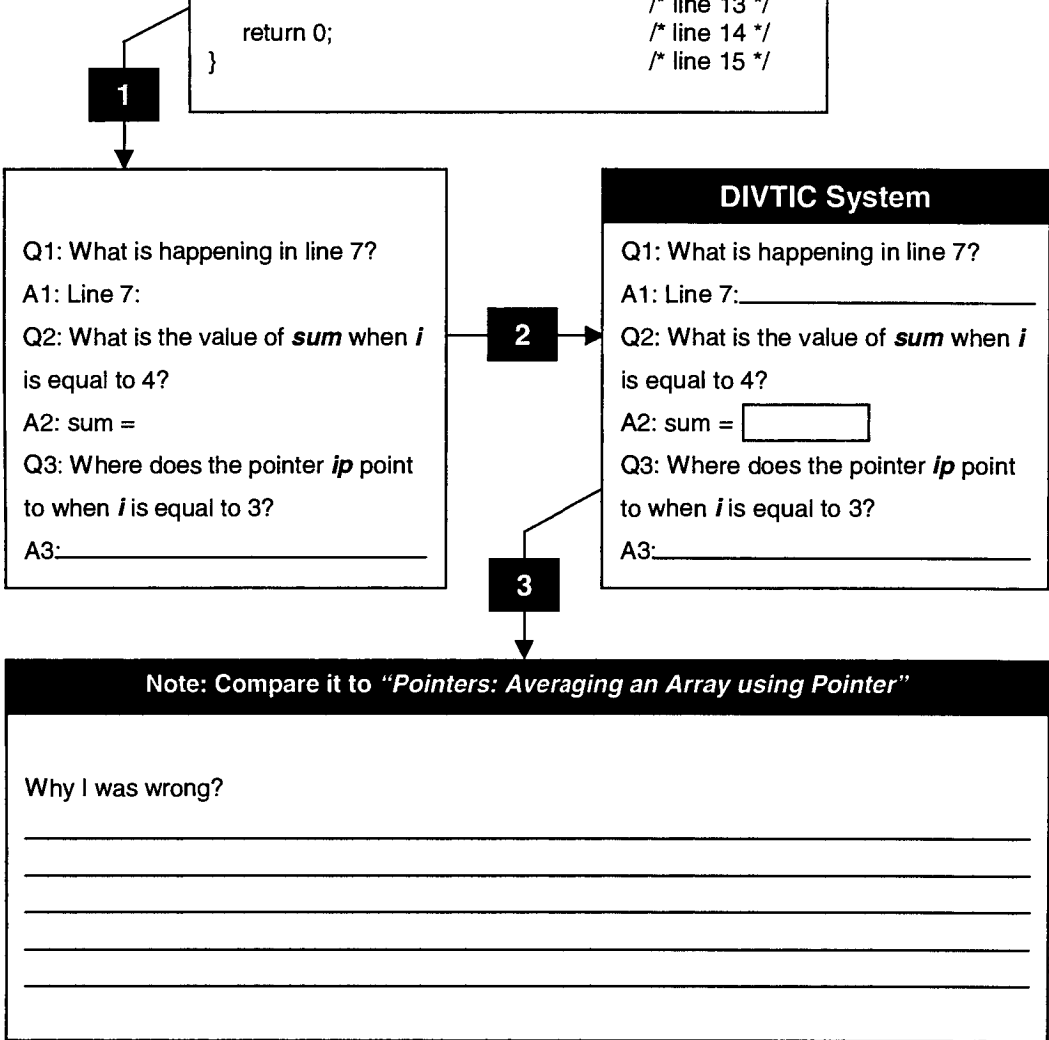 /* line 13 */
return 0; /* line 14 */
} /* line 15 */
1
Q1: What is happening in line 7?
A1: Line 7:
Q2: What is the value of sum when i
is equal to 4?
A2: sum =
Q3: Where does the pointer ip point
to when i is equal to 3?
A3:
2
DIVTIC System
Q1: What is happening in line 7?
A1: Line 7:
Q2: What is the value of sum when i
is equal to 4?
A2: sum =
Q3: Where does the pointer ip point
to when i is equal to 3?
A3:
3
Note: Compare it to "Pointers: Averaging an Array using Pointer"
Why I was wrong?